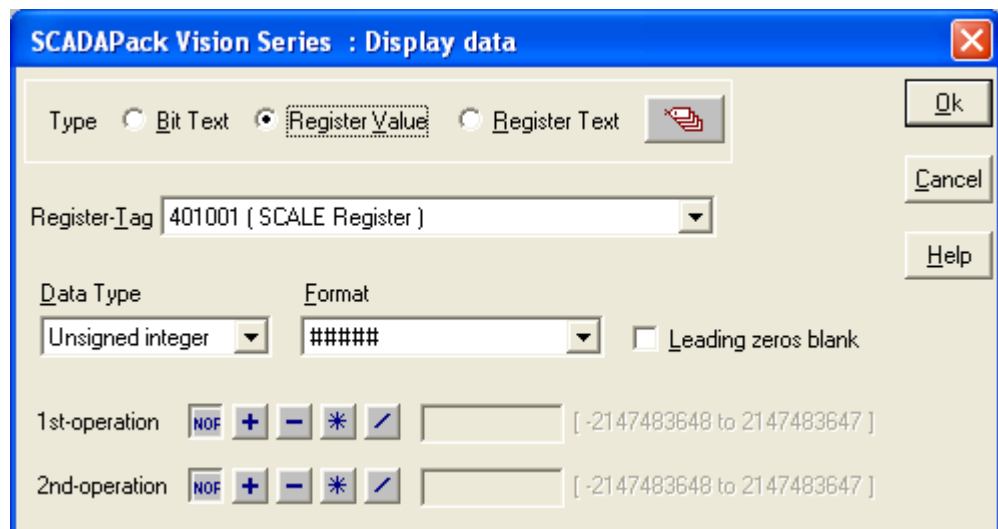 SCADAPack Vision Series : Display data
Type Bit Text Register Value Register Text
Ok
Cancel
Register-Tag 401001 ( SCALE Register )
Help
Data Type Format
Unsigned integer ##### Leading zeros blank
1st-operation NOF + - * / [ -2147483648 to 2147483647 ]
2nd-operation NOF + - * / [ -2147483648 to 2147483647 ]